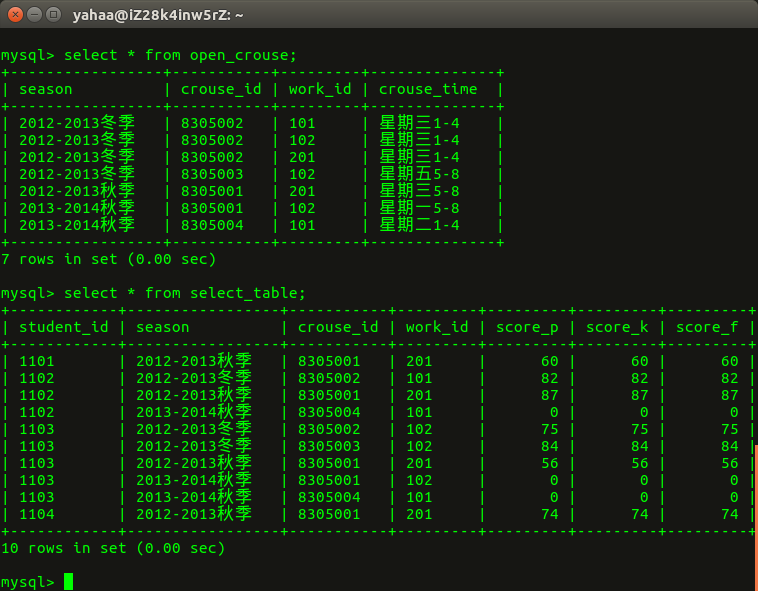 yahaa@iZ28k4inw5rZ: ~
mysql> select * from open_crouse;
+-----------------+-----------+---------+--------------+
| season          | crouse_id | work_id | crouse_time  |
+-----------------+-----------+---------+--------------+
| 2012-2013冬季   | 8305002   | 101     | 星期三1-4    |
| 2012-2013冬季   | 8305002   | 102     | 星期三1-4    |
| 2012-2013冬季   | 8305002   | 201     | 星期三1-4    |
| 2012-2013冬季   | 8305003   | 102     | 星期五5-8    |
| 2012-2013秋季   | 8305001   | 201     | 星期三5-8    |
| 2013-2014秋季   | 8305001   | 102     | 星期一5-8    |
| 2013-2014秋季   | 8305004   | 101     | 星期二1-4    |
+-----------------+-----------+---------+--------------+
7 rows in set (0.00 sec)
mysql> select * from select_table;
+------------+-----------------+-----------+---------+---------+---------+---------+
| student_id | season          | crouse_id | work_id | score_p | score_k | score_f |
+------------+-----------------+-----------+---------+---------+---------+---------+
| 1101       | 2012-2013秋季   | 8305001   | 201     |      60 |      60 |      60 |
| 1102       | 2012-2013冬季   | 8305002   | 101     |      82 |      82 |      82 |
| 1102       | 2012-2013秋季   | 8305001   | 201     |      87 |      87 |      87 |
| 1102       | 2013-2014秋季   | 8305004   | 101     |       0 |       0 |       0 |
| 1103       | 2012-2013冬季   | 8305002   | 102     |      75 |      75 |      75 |
| 1103       | 2012-2013冬季   | 8305003   | 102     |      84 |      84 |      84 |
| 1103       | 2012-2013秋季   | 8305001   | 201     |      56 |      56 |      56 |
| 1103       | 2013-2014秋季   | 8305001   | 102     |       0 |       0 |       0 |
| 1103       | 2013-2014秋季   | 8305004   | 101     |       0 |       0 |       0 |
| 1104       | 2012-2013秋季   | 8305001   | 201     |      74 |      74 |      74 |
+------------+-----------------+-----------+---------+---------+---------+---------+
10 rows in set (0.00 sec)
mysql>